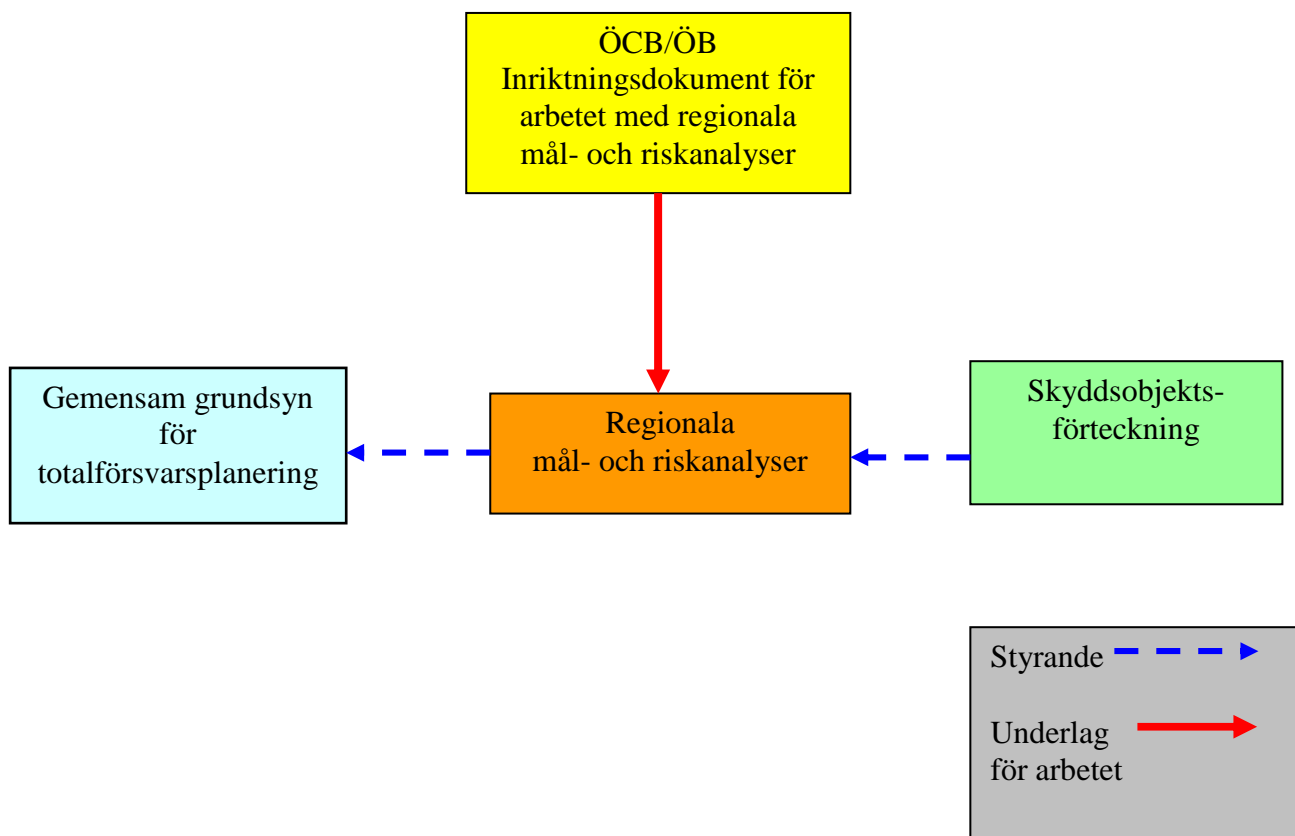 ÖCB/ÖB
Inriktningsdokument för
arbetet med regionala
mål- och riskanalyser
Gemensam grundsyn
för
totalförsvarsplanering
Regionala
mål- och riskanalyser
Skyddsobjekts-
förteckning
Styrande
Underlag
för arbetet